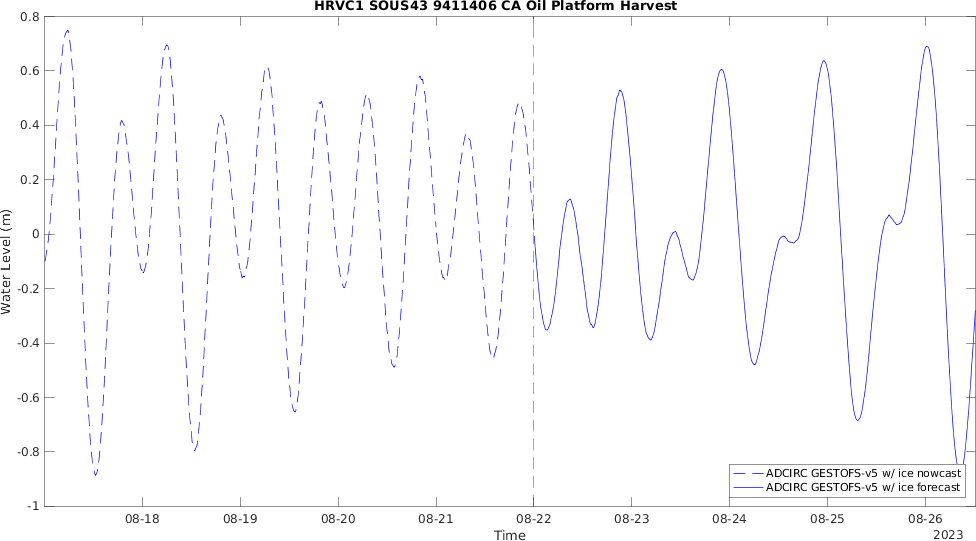 HRVC1 SOUS43 9411406 CA Oil Platform Harvest
0.8
0.6
0.4
0.2
0
-0.2
-0.4
-0.6
-0.8
-1
Water Level (m)
ADCIRC GESTOFS-v5 w/ ice nowcast
ADCIRC GESTOFS-v5 w/ ice forecast
08-18 08-19 08-20 08-21 08-22 08-23 08-24 08-25 08-26
Time
2023